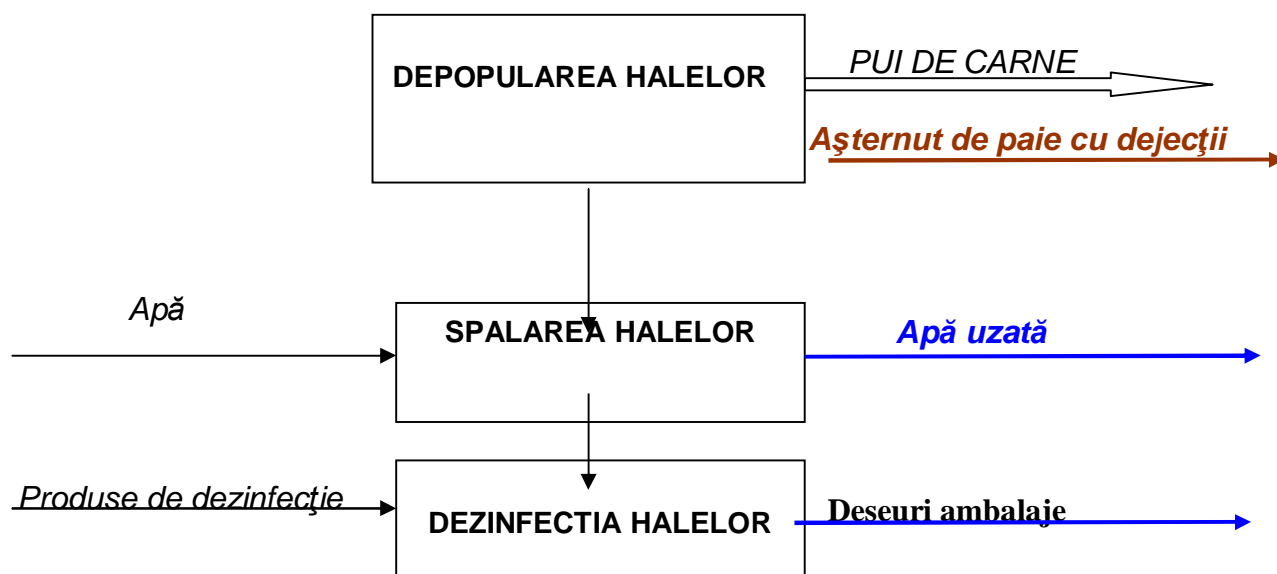 DEPOPULAREA HALELOR
PUI DE CARNE
Aşternut de paie cu dejecţii
Apă
SPALAREA HALELOR
Apă uzată
Produse de dezinfecţie
DEZINFECTIA HALELOR
Deseuri ambalaje